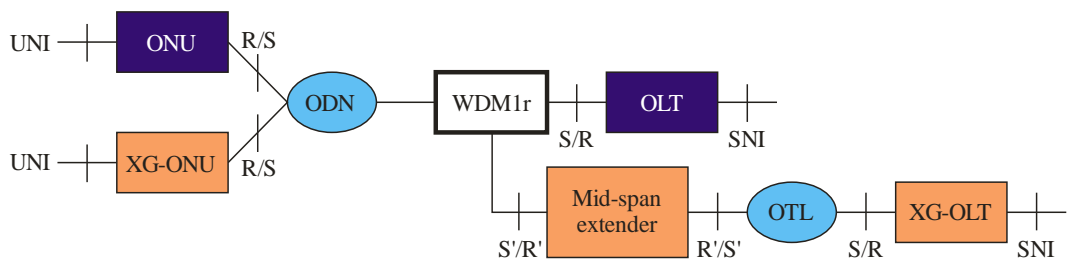 UNI
ONU
R/S
ODN
WDM1r
S/R
OLT
SNI
UNI
XG-ONU
R/S
Mid-span
extender
S'/R'
R'/S'
OTL
S/R
XG-OLT
SNI